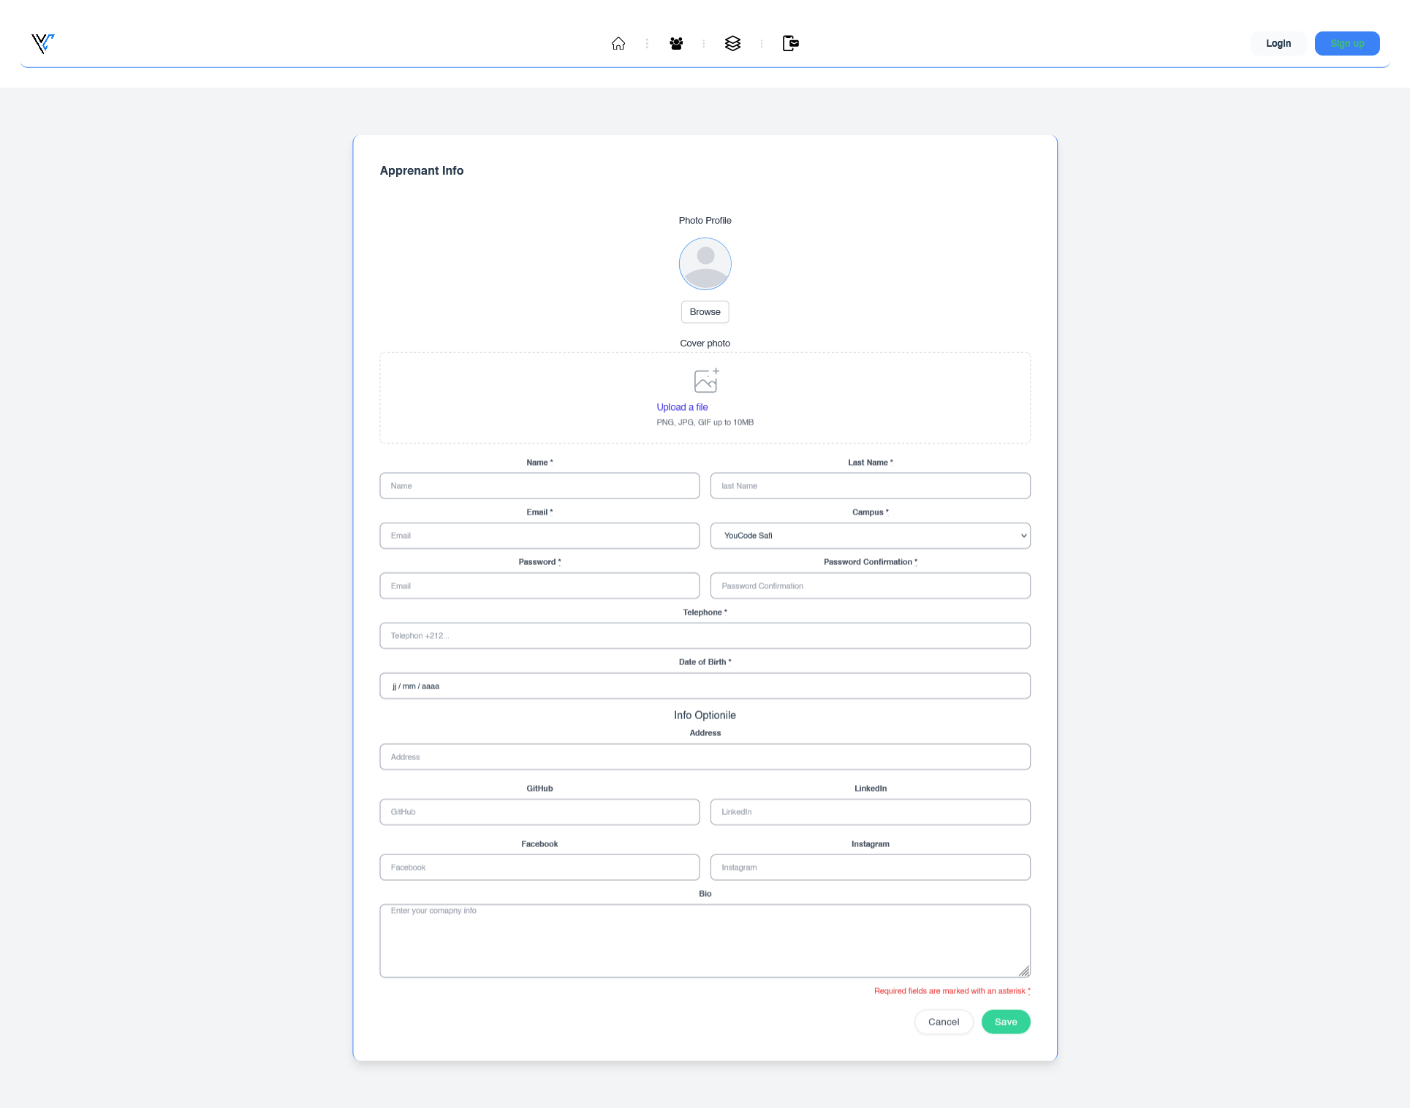 Login Sign up
Apprenant Info
Photo Profile
Browse
Cover photo
Upload a file
PNG, JPG, GIF up to 10MB
Name * Last Name *
Name last Name
Email * Campus *
Email YouCode Safi
Password * Password Confirmation *
Email Password Confirmation
Telephone *
Telephon +212...
Date of Birth *
jj / mm / aaaa
Info Optionile
Address
Address
GitHub LinkedIn
GitHub LinkedIn
Facebook Instagram
Facebook Instagram
Bio
Enter your comapny info
Required fields are marked with an asterisk *
Cancel Save